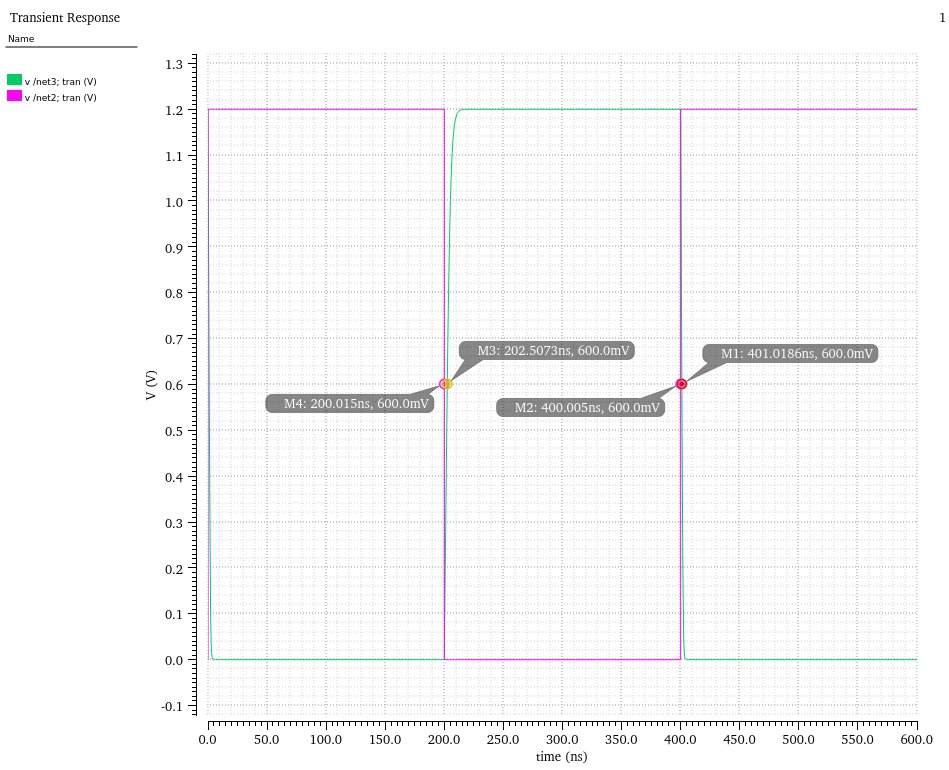 Transient Response
1
Name
v /net3; tran (V)
v /net2; tran (V)
1.3
1.2
1.1
1.0
0.9
0.8
0.7
0.6
0.5
0.4
0.3
0.2
0.1
0.0
-0.1
V (V)
M3: 202.5073ns, 600.0mV
M1: 401.0186ns, 600.0mV
M4: 200.015ns, 600.0mV
M2: 400.005ns, 600.0mV
0.0 50.0 100.0 150.0 200.0 250.0 300.0 350.0 400.0 450.0 500.0 550.0 600.0
time (ns)